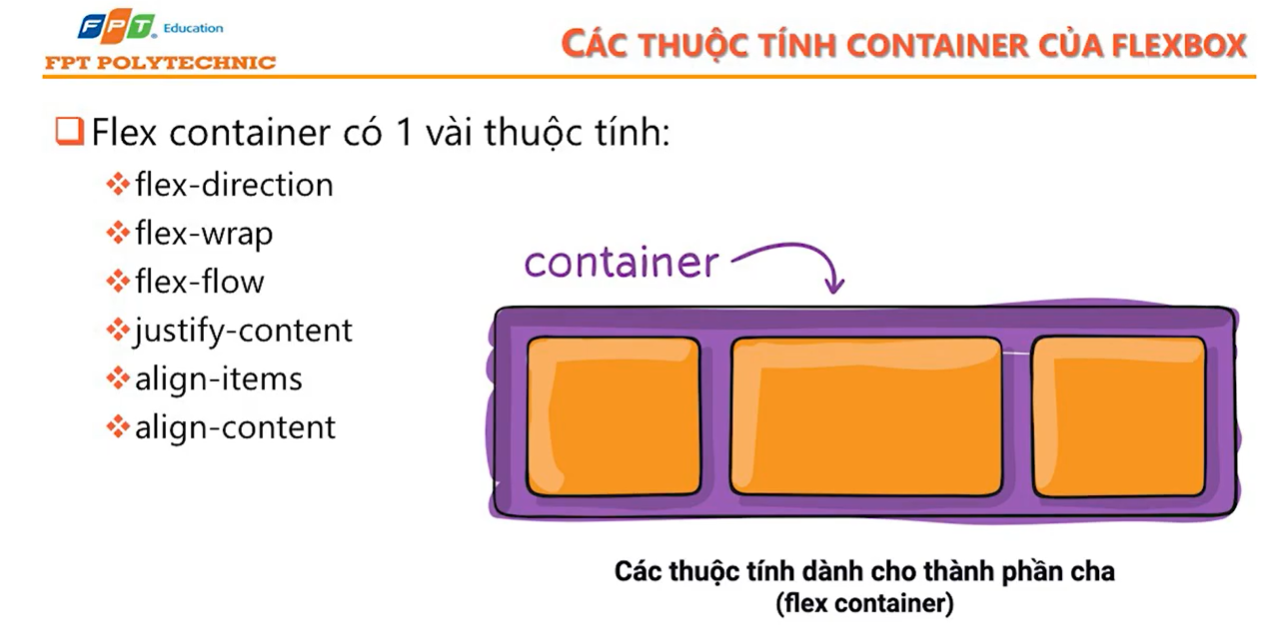 FPT Education
FPT POLYTECHNIC
CÁC THUỘC TÍNH CONTAINER CỦA FLEXBOX
Flex container có 1 vài thuộc tính:
flex-direction
flex-wrap
flex-flow
justify-content
align-items
align-content
container
Các thuộc tính dành cho thành phần cha
(flex container)